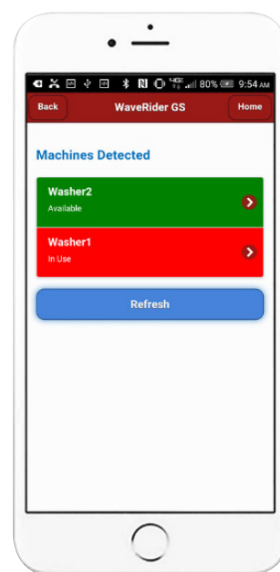 80% 9:54 AM
Back WaveRider GS Home
Machines Detected
Washer2
Available
Washer1
In Use
Refresh